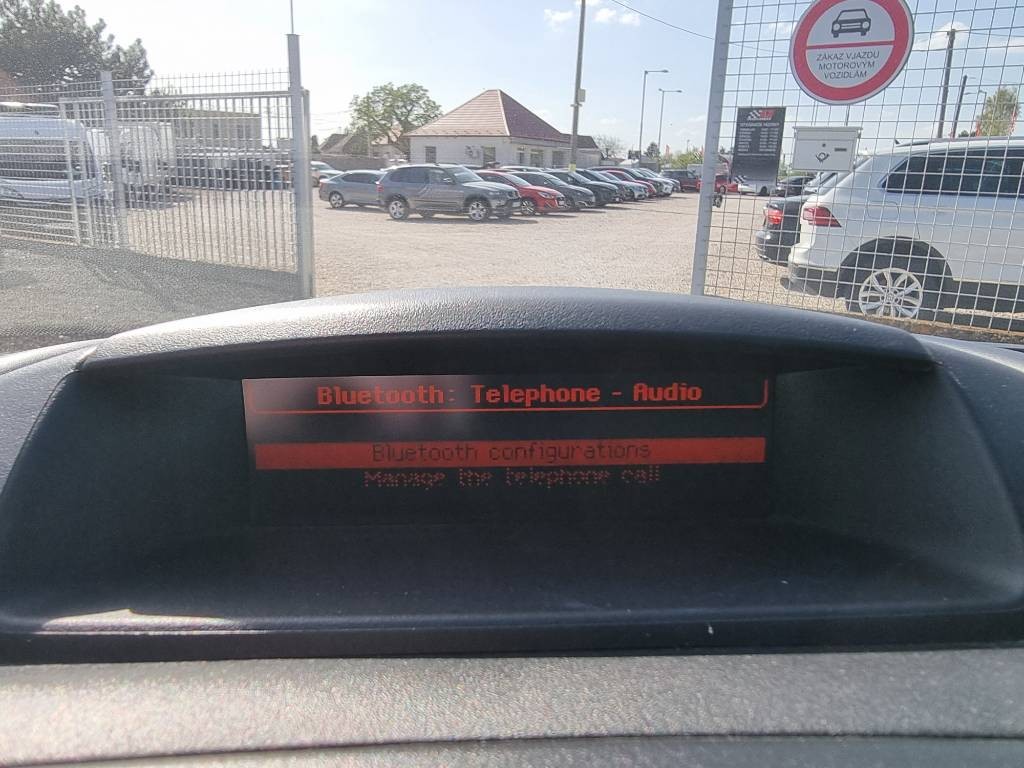 ZÁKAZ VJAZDU
MOTOROVÝM
VOZIDLÁM
Bluetooth: Telephone - Audio
Bluetooth configurations
Manage the telephone call